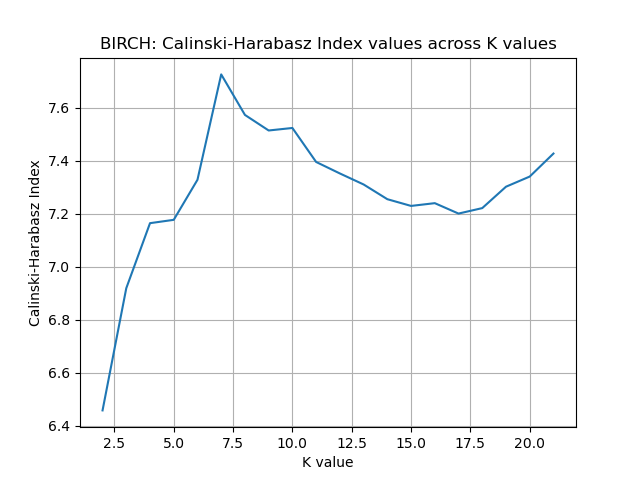 BIRCH: Calinski-Harabasz Index values across K values
Calinski-Harabasz Index
7.6
7.4
7.2
7.0
6.8
6.6
6.4
2.5 5.0 7.5 10.0 12.5 15.0 17.5 20.0
K value